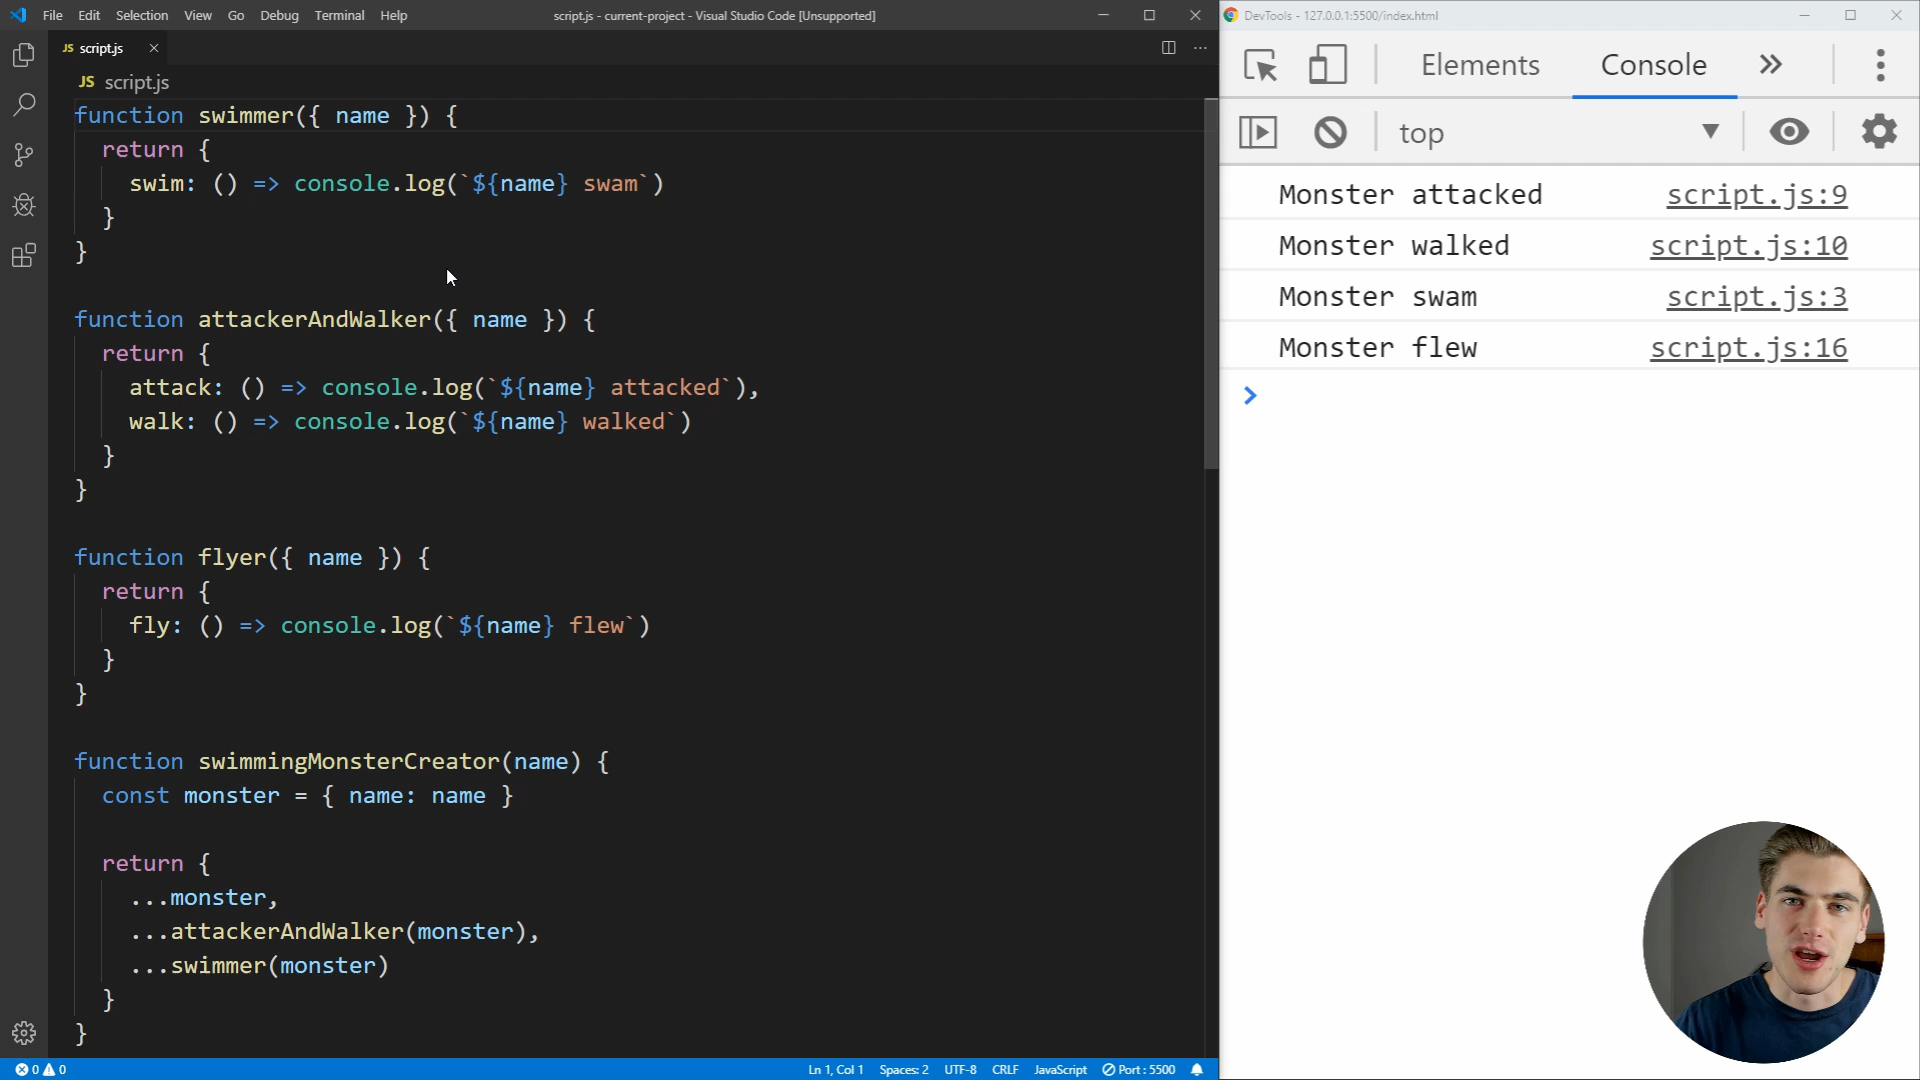 File Edit Selection View Go Debug Terminal Help
script.js - current-project - Visual Studio Code [Unsupported]
JS script.js
JS script.js
function swimmer({ name }) {
return {
swim: () => console.log(`${name} swam`)
}
}
function attackerAndWalker({ name }) {
return {
attack: () => console.log(`${name} attacked`),
walk: () => console.log(`${name} walked`)
}
}
function flyer({ name }) {
return {
fly: () => console.log(`${name} flew`)
}
}
function swimmingMonsterCreator(name) {
const monster = { name: name }
return {
...monster,
...attackerAndWalker(monster),
...swimmer(monster)
}
}
0 0 Ln 1, Col 1 Spaces: 2 UTF-8 CRLF JavaScript Port : 5500
DevTools - 127.0.0.1:5500/index.html
Elements Console
top
Monster attacked script.js:9
Monster walked script.js:10
Monster swam script.js:3
Monster flew script.js:16